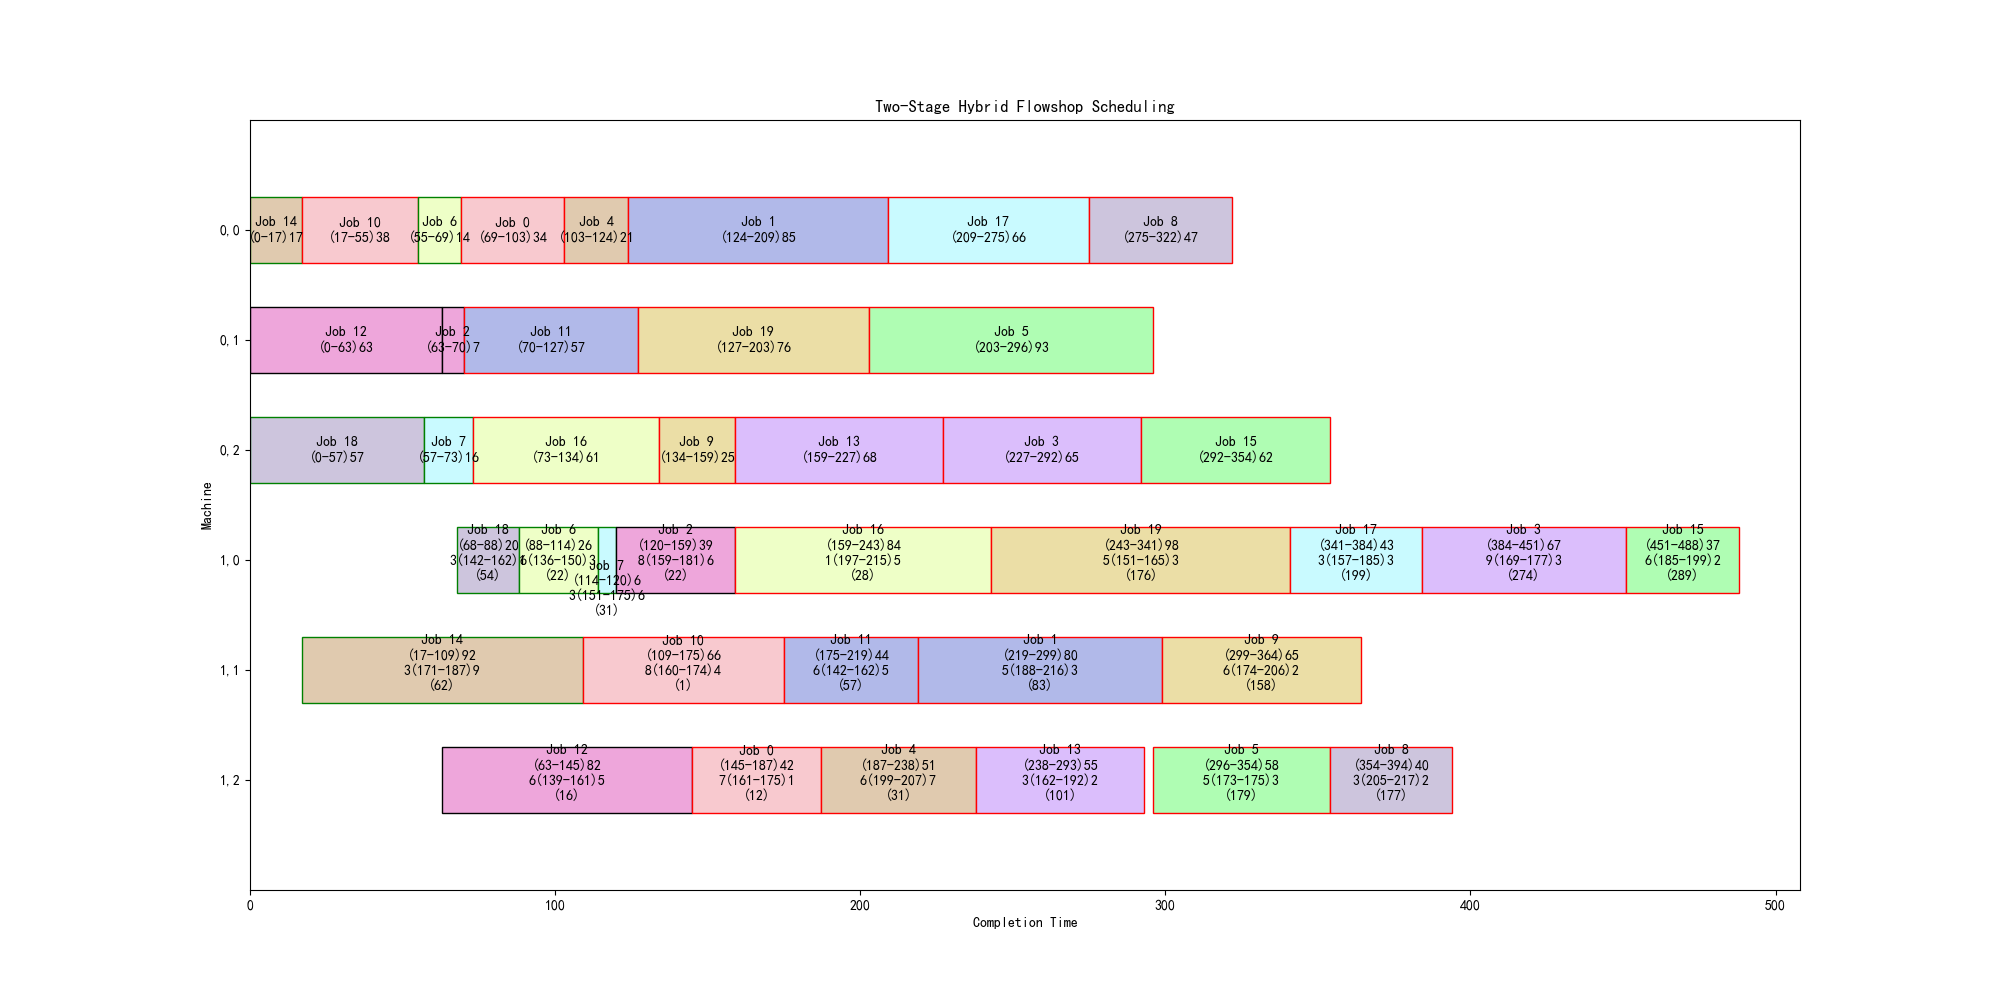 Two-Stage Hybrid Flowshop Scheduling
0,0
Job 14
(0-17)17
Job 10
(17-55)38
Job 6
(55-69)14
Job 0
(69-103)34
Job 4
(103-124)21
Job 1
(124-209)85
Job 17
(209-275)66
Job 8
(275-322)47
0,1
Job 12
(0-63)63
Job 2
(63-70)7
Job 11
(70-127)57
Job 19
(127-203)76
Job 5
(203-296)93
0,2
Job 18
(0-57)57
Job 7
(57-73)16
Job 16
(73-134)61
Job 9
(134-159)25
Job 13
(159-227)68
Job 3
(227-292)65
Job 15
(292-354)62
Machine
1,0
Job 18
(68-88)20
3(142-162)
(54)
Job 6
(88-114)26
6(136-150)3
(22)
Job 7
(114-120)6
3(151-175)6
(31)
Job 2
(120-159)39
8(159-181)6
(22)
Job 16
(159-243)84
1(197-215)5
(28)
Job 19
(243-341)98
5(151-165)3
(176)
Job 17
(341-384)43
3(157-185)3
(199)
Job 3
(384-451)67
9(169-177)3
(274)
Job 15
(451-488)37
6(185-199)2
(289)
1,1
Job 14
(17-109)92
3(171-187)9
(62)
Job 10
(109-175)66
8(160-174)4
(1)
Job 11
(175-219)44
6(142-162)5
(57)
Job 1
(219-299)80
5(188-216)3
(83)
Job 9
(299-364)65
6(174-206)2
(158)
1,2
Job 12
(63-145)82
6(139-161)5
(16)
Job 0
(145-187)42
7(161-175)1
(12)
Job 4
(187-238)51
6(199-207)7
(31)
Job 13
(238-293)55
3(162-192)2
(101)
Job 5
(296-354)58
5(173-175)3
(179)
Job 8
(354-394)40
3(205-217)2
(177)
0
100
200
300
400
500
Completion Time